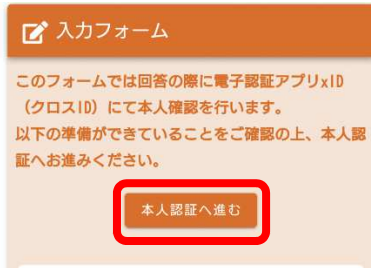 入力フォーム
このフォームでは回答の際に電子認証アプリxID
（クロスID）にて本人確認を行います。
以下の準備ができていることをご確認の上、本人認
証へお進みください。
本人認証へ進む